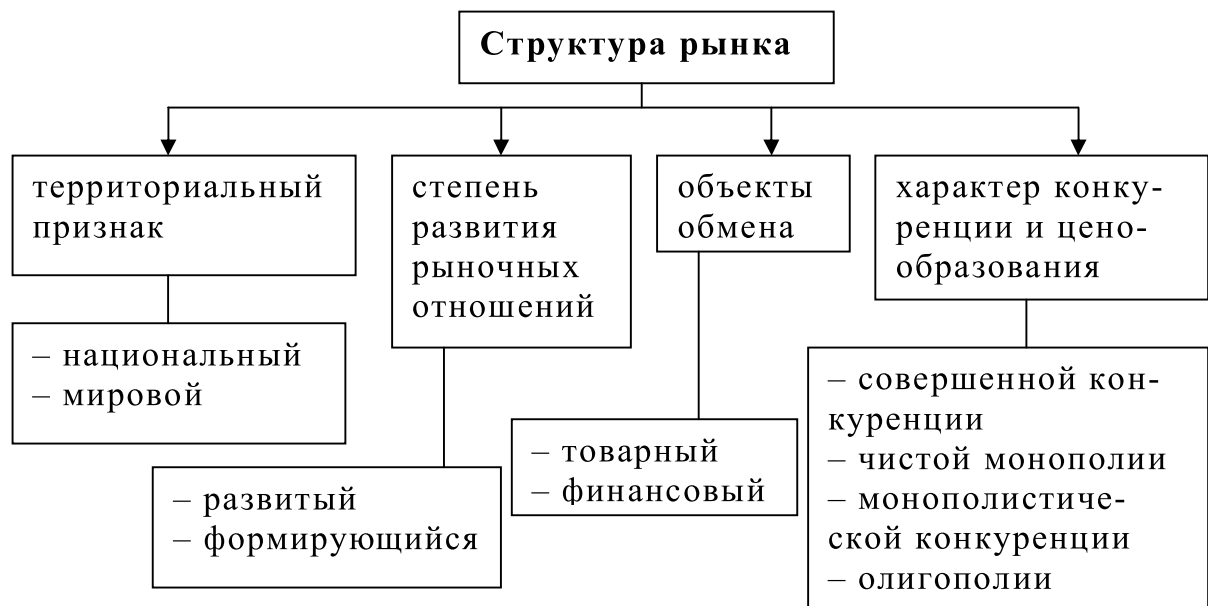 Структура рынка
территориальный
признак
степень
развития
рыночных
отношений
объекты
обмена
характер конку-
ренции и цено-
образования
– национальный
– мировой
– развитый
– формирующийся
– товарный
– финансовый
– совершенной кон-
куренции
– чистой монополии
– монополистиче-
ской конкуренции
– олигополии